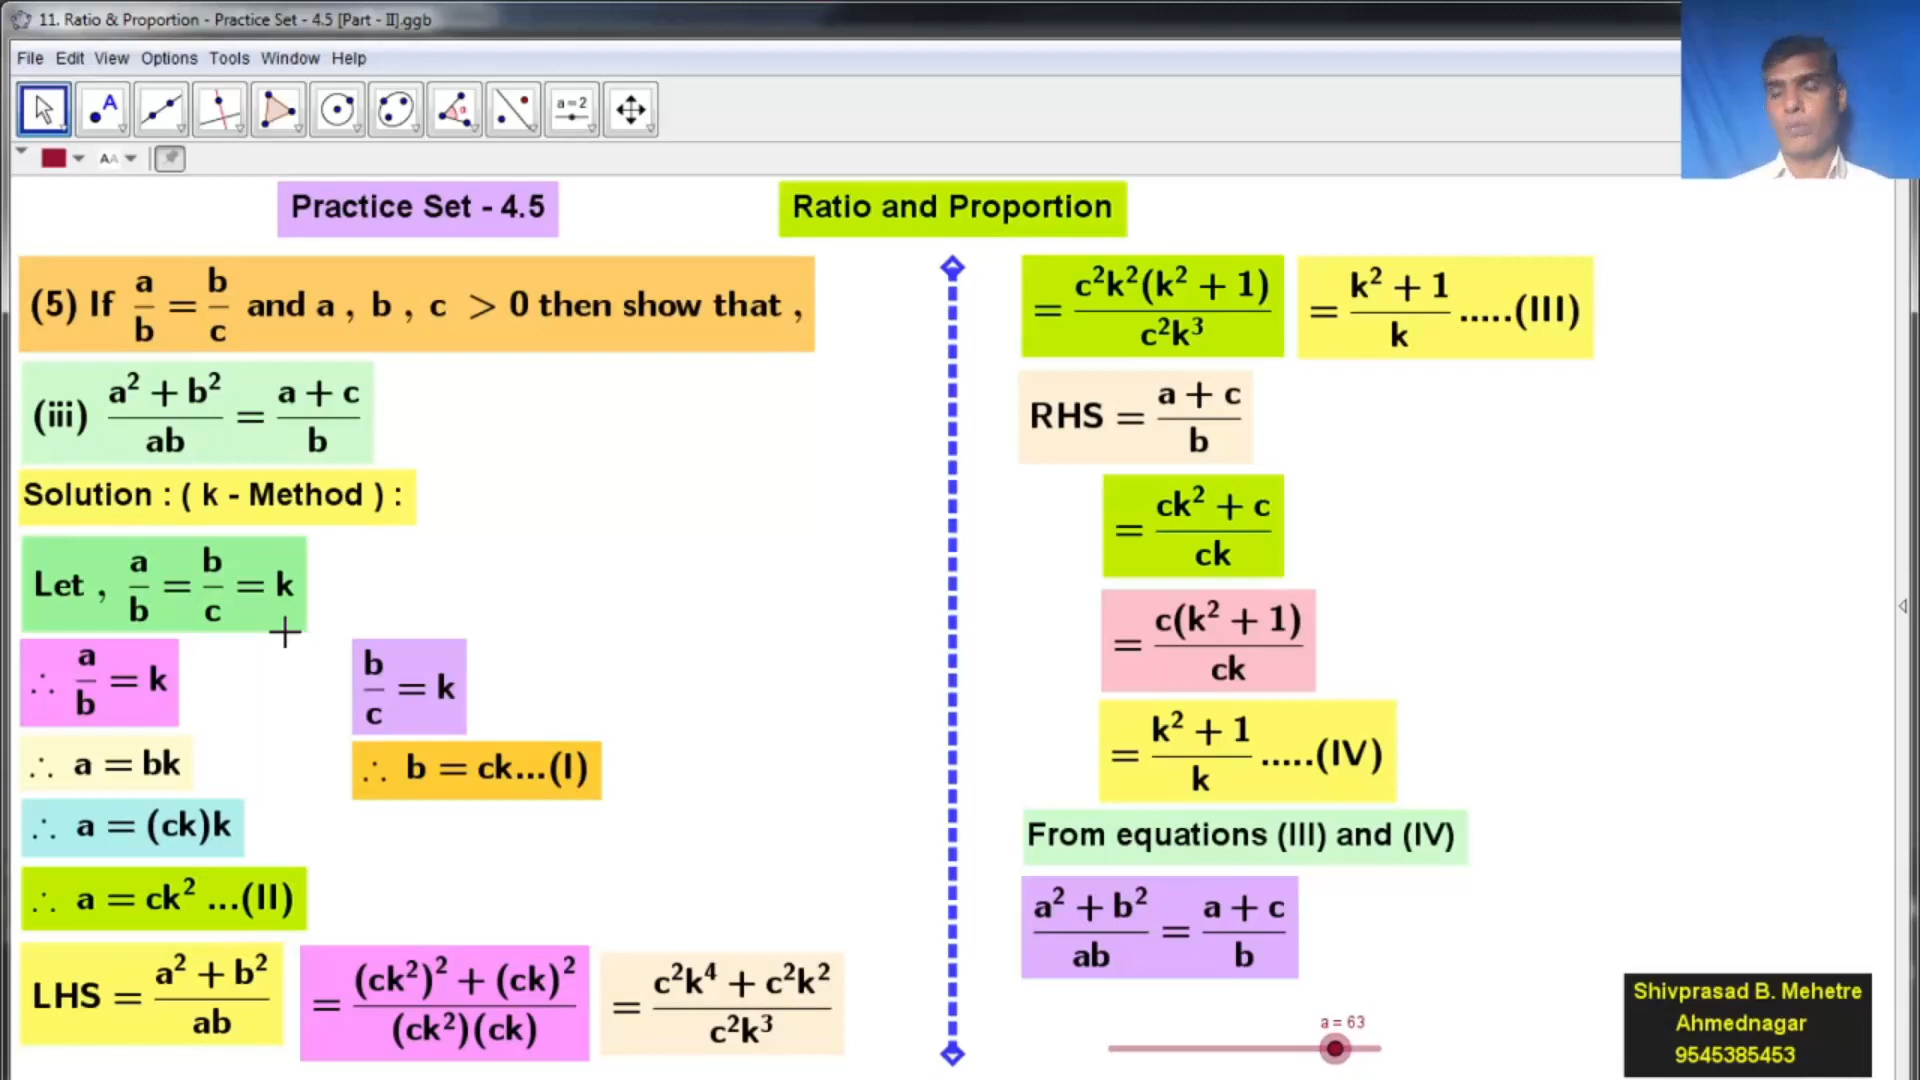 11. Ratio & Proportion - Practice Set - 4.5 [Part - II].ggb
File Edit View Options Tools Window Help
A
a=2
AA
Practice Set - 4.5
Ratio and Proportion
(5) If a/b = b/c and a , b , c > 0 then show that ,
(iii) (a² + b²)/ab = (a + c)/b
Solution : ( k - Method ) :
Let , a/b = b/c = k
∴ a/b = k
b/c = k
∴ a = bk
∴ b = ck...(I)
∴ a = (ck)k
∴ a = ck² ...(II)
LHS = (a² + b²)/ab = ((ck²)² + (ck)²)/((ck²)(ck)) = (c²k⁴ + c²k²)/c²k³
= c²k²(k² + 1)/c²k³ = (k² + 1)/k .....(III)
RHS = (a + c)/b
= (ck² + c)/ck
= c(k² + 1)/ck
= (k² + 1)/k .....(IV)
From equations (III) and (IV)
(a² + b²)/ab = (a + c)/b
a = 63
Shivprasad B. Mehetre
Ahmednagar
9545385453